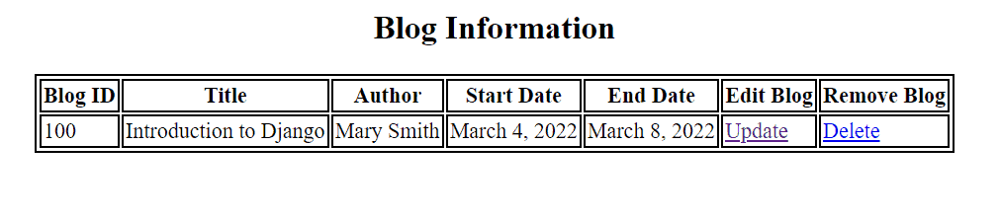 Blog Information
Blog ID Title Author Start Date End Date Edit Blog Remove Blog
100 Introduction to Django Mary Smith March 4, 2022 March 8, 2022 Update Delete